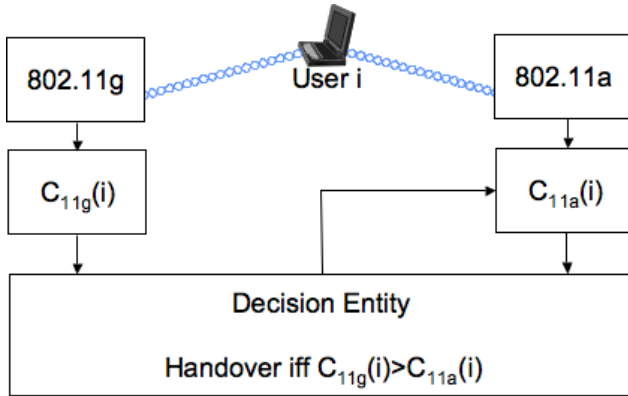 802.11g
User i
802.11a
C₁₁g(i)
C₁₁a(i)
Decision Entity
Handover iff C₁₁g(i)>C₁₁a(i)